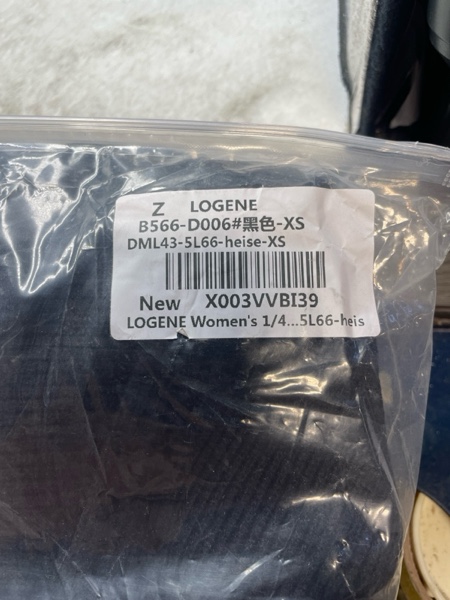 Z LOGENE
B566-D006#黑色-XS
DML43-5L66-heise-XS
New X003VVBI39
LOGENE Women's 1/4...5L66-heis